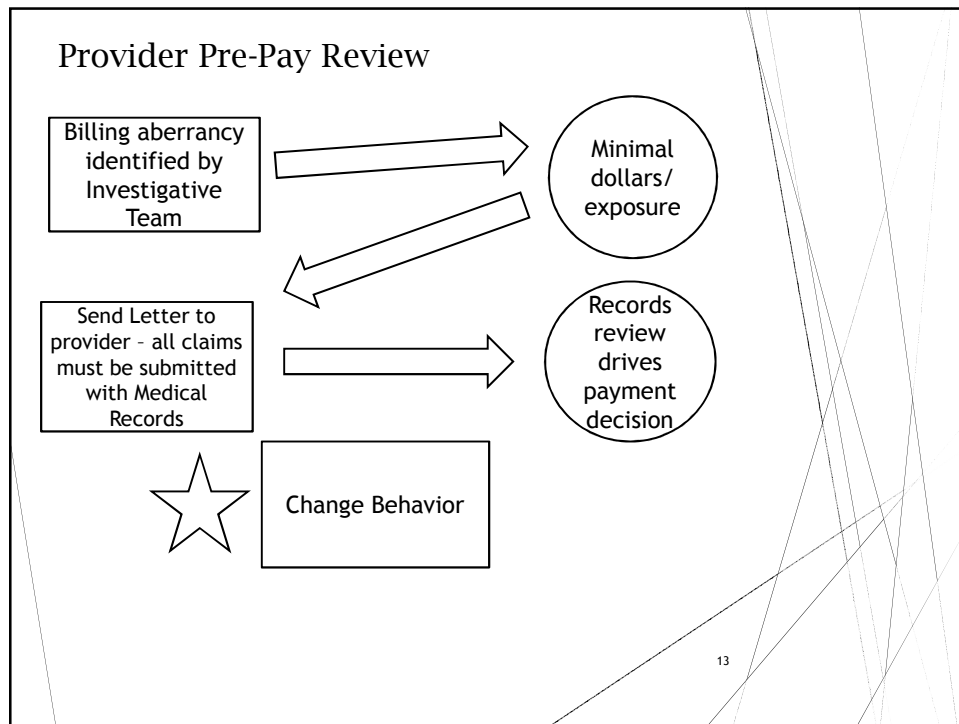 Provider Pre-Pay Review
Billing aberrancy
identified by
Investigative
Team
Minimal
dollars/
exposure
Send Letter to
provider – all claims
must be submitted
with Medical
Records
Records
review
drives
payment
decision
Change Behavior
13